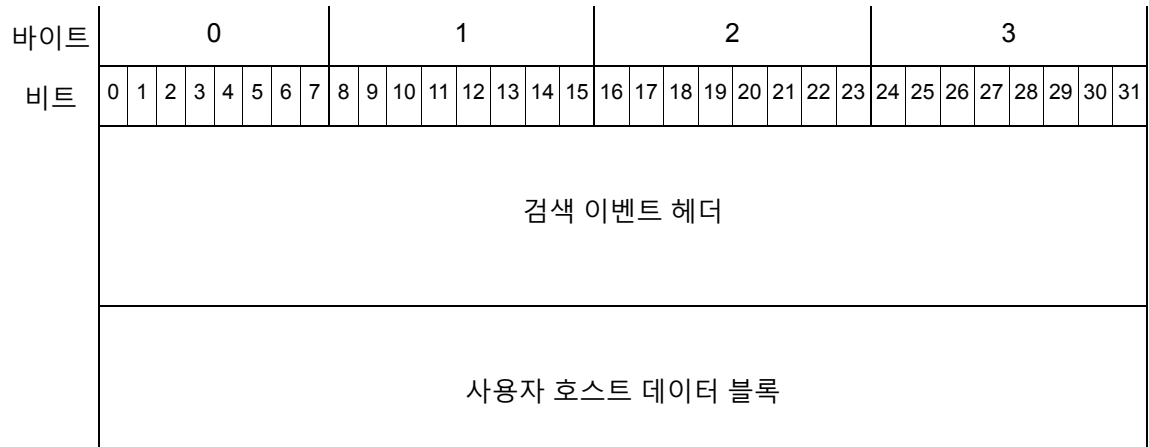 바이트 0 1 2 3
비트 0 1 2 3 4 5 6 7 8 9 10 11 12 13 14 15 16 17 18 19 20 21 22 23 24 25 26 27 28 29 30 31
검색 이벤트 헤더
사용자 호스트 데이터 블록